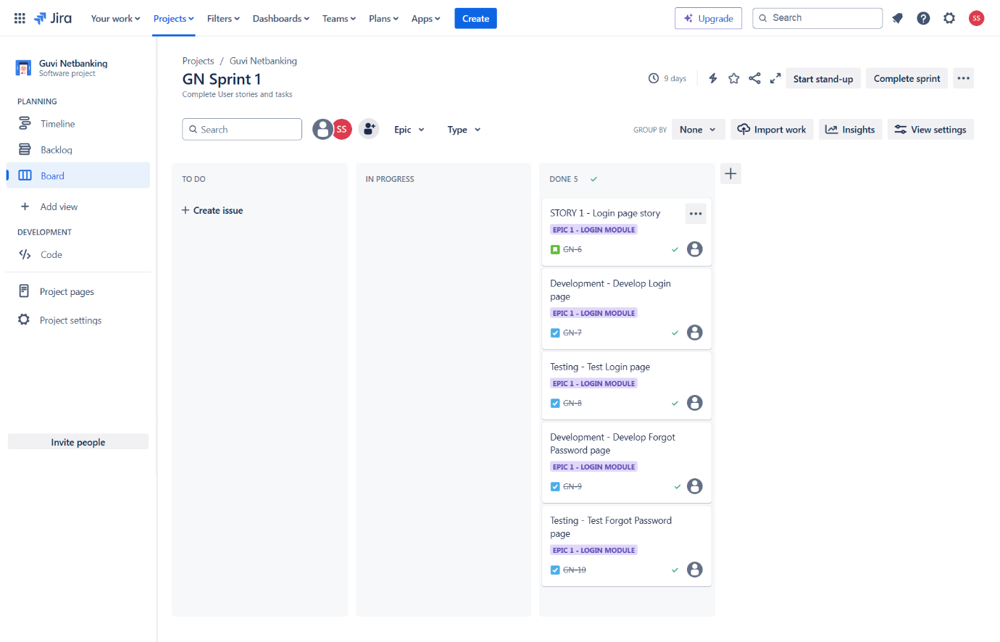 Jira Your work Projects Filters Dashboards Teams Plans Apps Create Upgrade Search SS
Guvi Netbanking
Software project
PLANNING
Timeline
Backlog
Board
Add view
DEVELOPMENT
Code
Project pages
Project settings
Invite people
Projects / Guvi Netbanking
GN Sprint 1
Complete User stories and tasks
9 days Start stand-up Complete sprint
Search SS Epic Type GROUP BY None Import work Insights View settings
TO DO
+ Create issue
IN PROGRESS
DONE 5
STORY 1 - Login page story
EPIC 1 - LOGIN MODULE
GN-6
Development - Develop Login
page
EPIC 1 - LOGIN MODULE
GN-7
Testing - Test Login page
EPIC 1 - LOGIN MODULE
GN-8
Development - Develop Forgot
Password page
EPIC 1 - LOGIN MODULE
GN-9
Testing - Test Forgot Password
page
EPIC 1 - LOGIN MODULE
GN-10